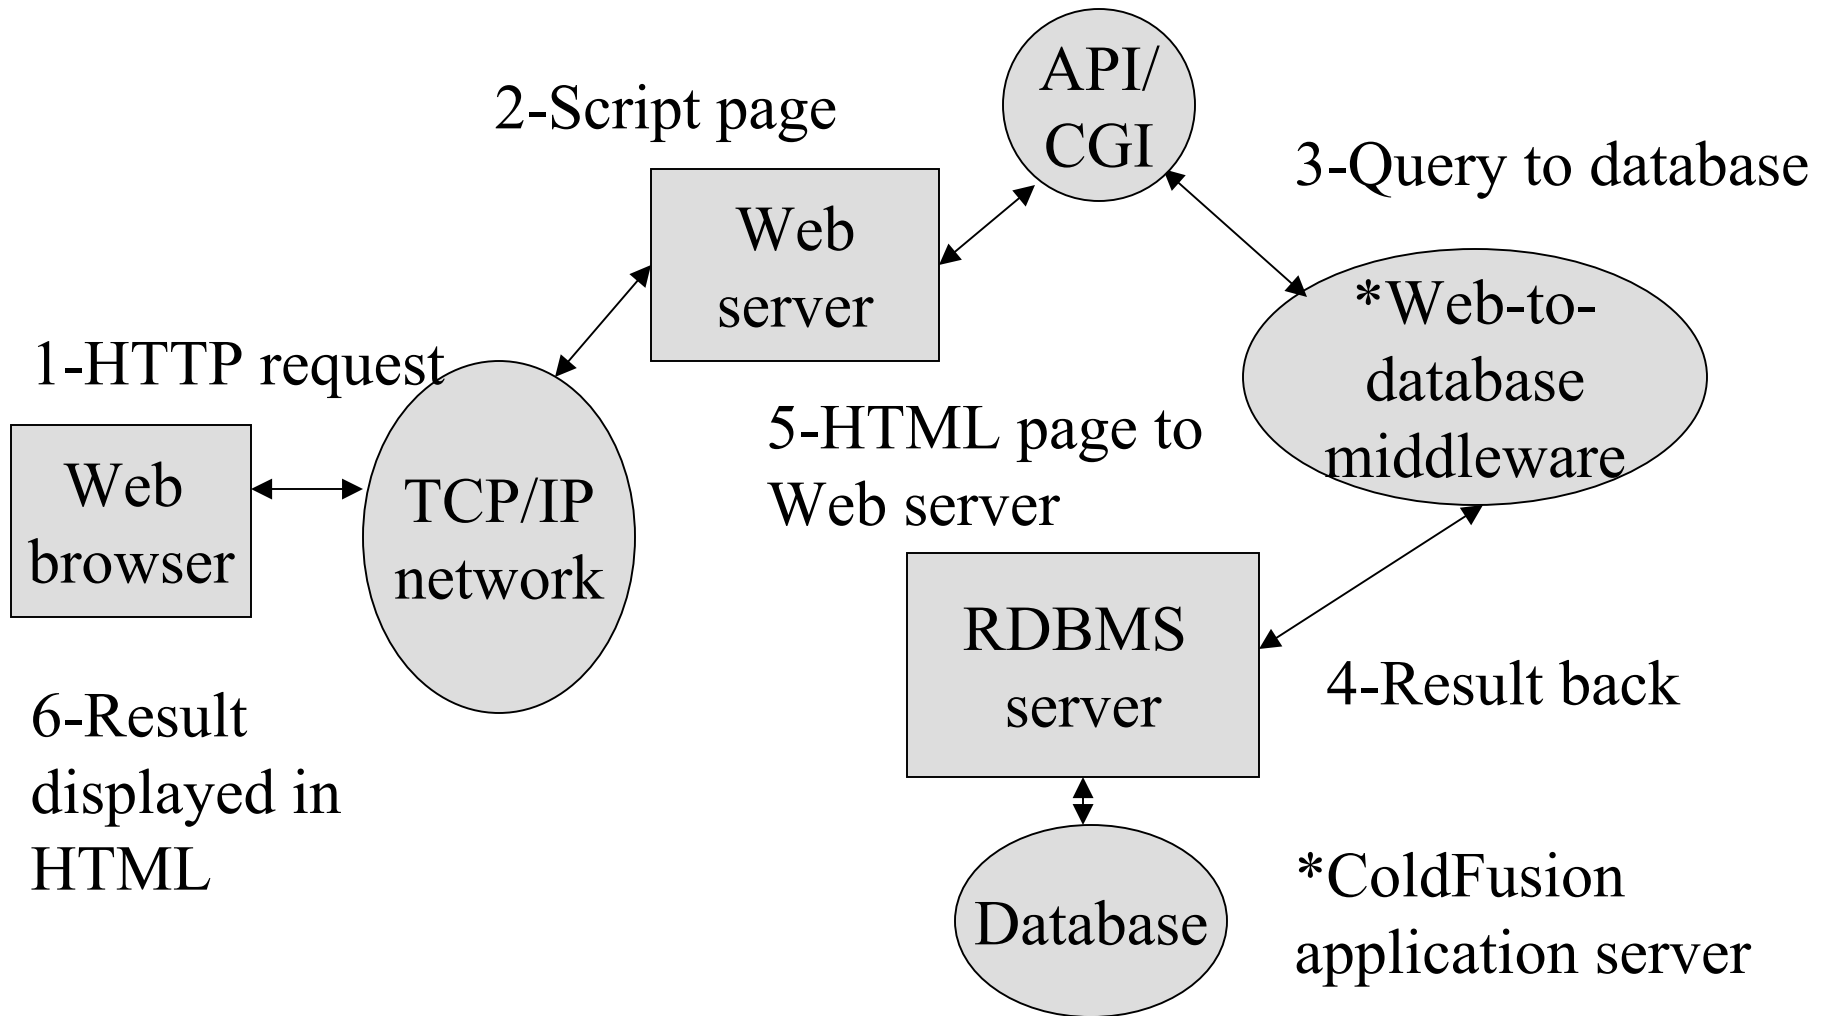 API/
CGI
2-Script page
3-Query to database
Web
server
*Web-to-
database
middleware
1-HTTP request
Web
browser
TCP/IP
network
5-HTML page to
Web server
RDBMS
server
4-Result back
6-Result
displayed in
HTML
Database
*ColdFusion
application server